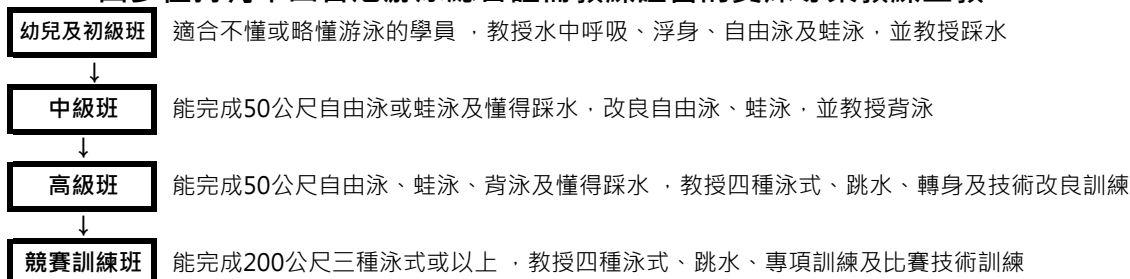 幼兒及初級班 適合不懂或略懂游泳的學員 ，教授水中呼吸、浮身、自由泳及蛙泳，並教授踩水
↓
中級班 能完成50公尺自由泳或蛙泳及懂得踩水，改良自由泳、蛙泳，並教授背泳
↓
高級班 能完成50公尺自由泳、蛙泳、背泳及懂得踩水 ，教授四種泳式、跳水、轉身及技術改良訓練
↓
競賽訓練班 能完成200公尺三種泳式或以上 ，教授四種泳式、跳水、專項訓練及比賽技術訓練